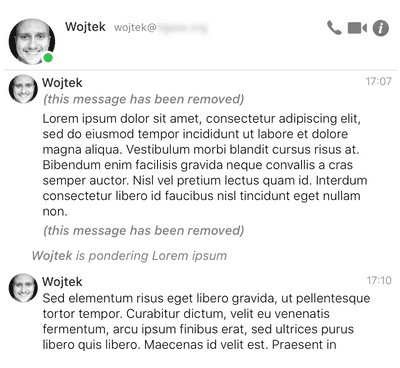 Wojtek wojtek@
Wojtek 17:07
(this message has been removed)
Lorem ipsum dolor sit amet, consectetur adipiscing elit,
sed do eiusmod tempor incididunt ut labore et dolore
magna aliqua. Vestibulum morbi blandit cursus risus at.
Bibendum enim facilisis gravida neque convallis a cras
semper auctor. Nisl vel pretium lectus quam id. Interdum
consectetur libero id faucibus nisl tincidunt eget nullam
non.
(this message has been removed)
Wojtek is pondering Lorem ipsum
Wojtek 17:10
Sed elementum risus eget libero gravida, ut pellentesque
tortor tempor. Curabitur dictum, velit eu venenatis
fermentum, arcu ipsum finibus erat, sed ultrices purus
libero quis libero. Maecenas id velit est. Praesent in